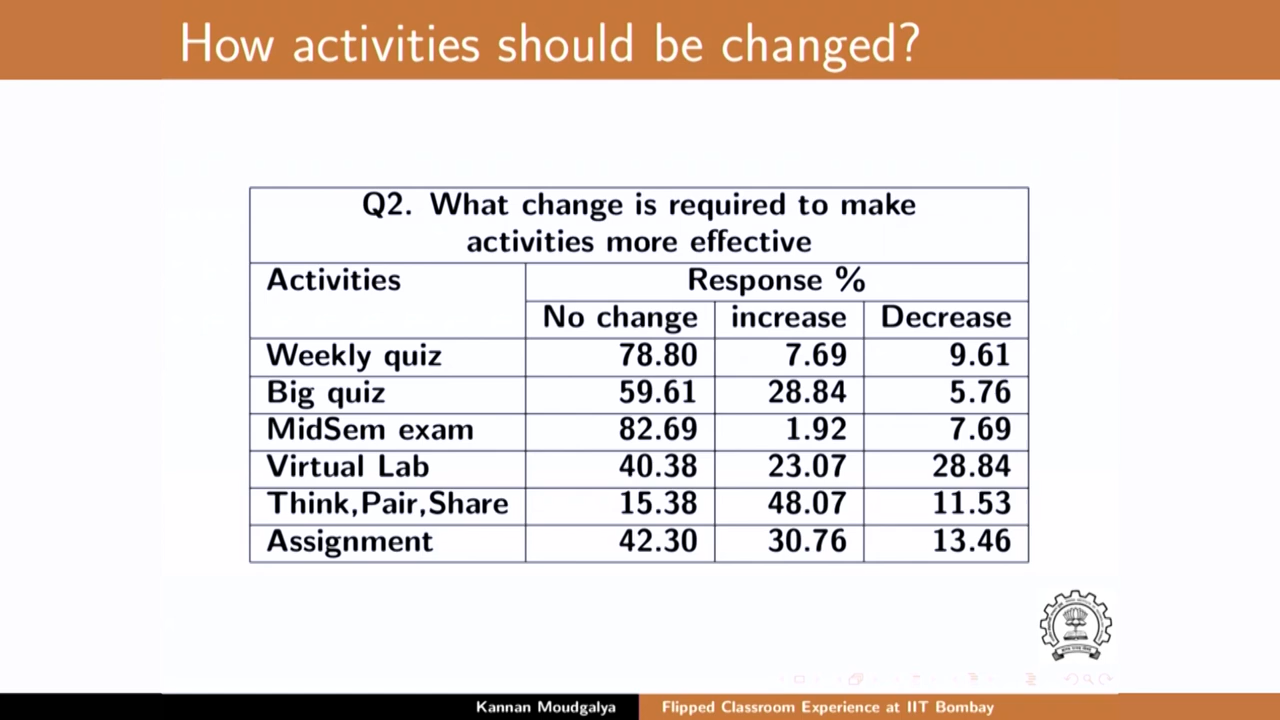 How activities should be changed?
Q2. What change is required to make
activities more effective
Activities Response %
No change increase Decrease
Weekly quiz 78.80 7.69 9.61
Big quiz 59.61 28.84 5.76
MidSem exam 82.69 1.92 7.69
Virtual Lab 40.38 23.07 28.84
Think,Pair,Share 15.38 48.07 11.53
Assignment 42.30 30.76 13.46
Kannan Moudgalya Flipped Classroom Experience at IIT Bombay